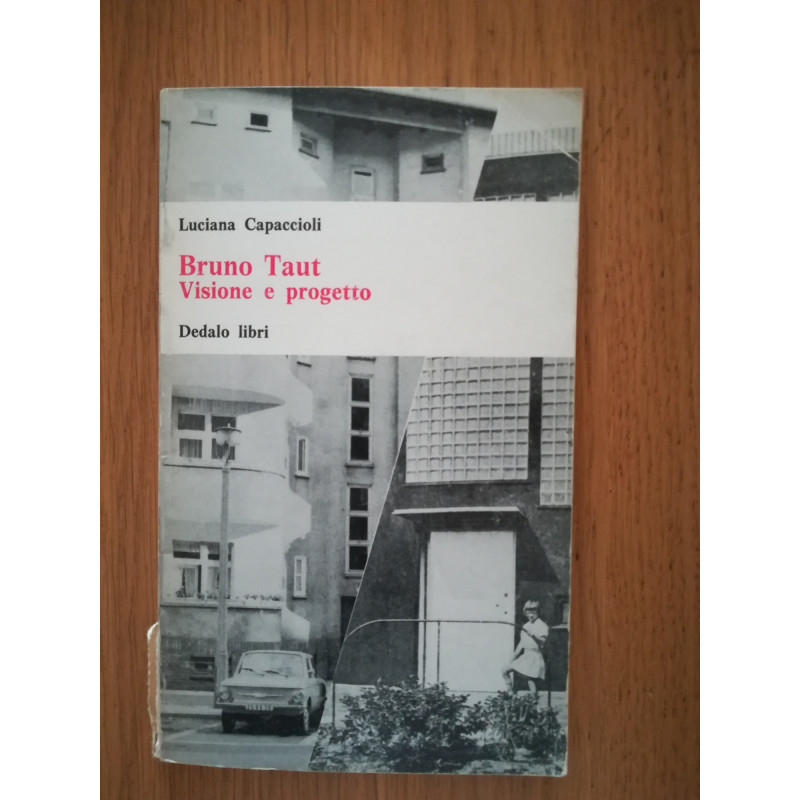 Luciana Capaccioli
Bruno Taut
Visione e progetto
Dedalo libri